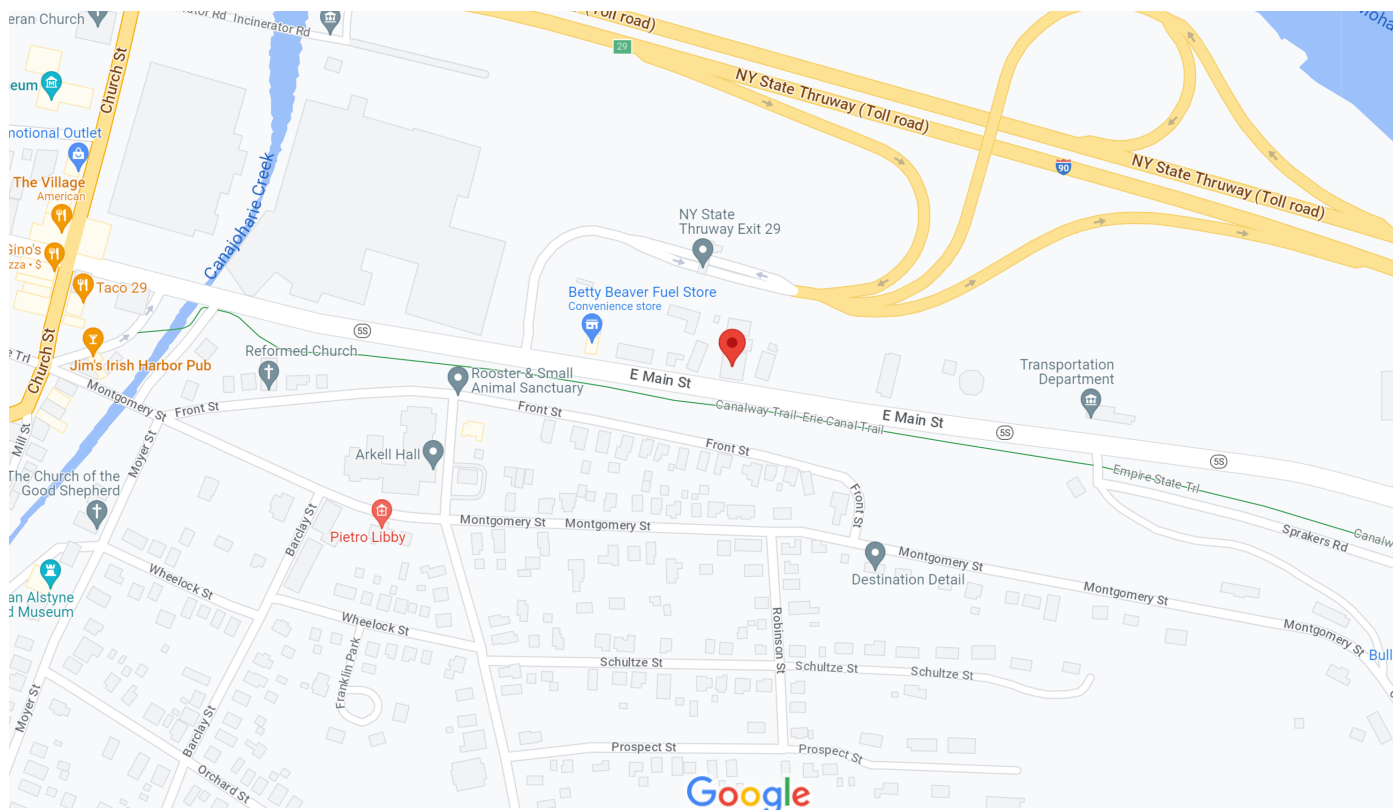 eran Church
Incinerator Rd
(Toll road)
29
Church St
eum
NY State Thruway (Toll road)
motional Outlet
90
NY State Thruway (Toll road)
The Village
American
Canajoharie Creek
NY State
Thruway Exit 29
Gino's
zza • $
Taco 29
Betty Beaver Fuel Store
Convenience store
5S
Church St
Jim's Irish Harbor Pub
Reformed Church
Rooster & Small
Animal Sanctuary
E Main St
Transportation
Department
e Trl
Montgomery St
Front St
Front St
Canalway-Trail-Erie-Canal-Trail
E Main St
5S
Mill St
Moyer St
Arkell Hall
Front St
5S
The Church of the
Good Shepherd
Empire-State-Trl
Front St
Barclay St
Pietro Libby
Montgomery St
Montgomery St
Sprakers Rd
Canalw
Wheelock St
Destination Detail
Montgomery St
Montgomery St
an Alstyne
d Museum
Wheelock St
Robinson St
Montgomery St
Franklin Park
Schultze St
Schultze St
Schultze St
Bull
Moyer St
Barclay St
Prospect St
Prospect St
Orchard St
Google